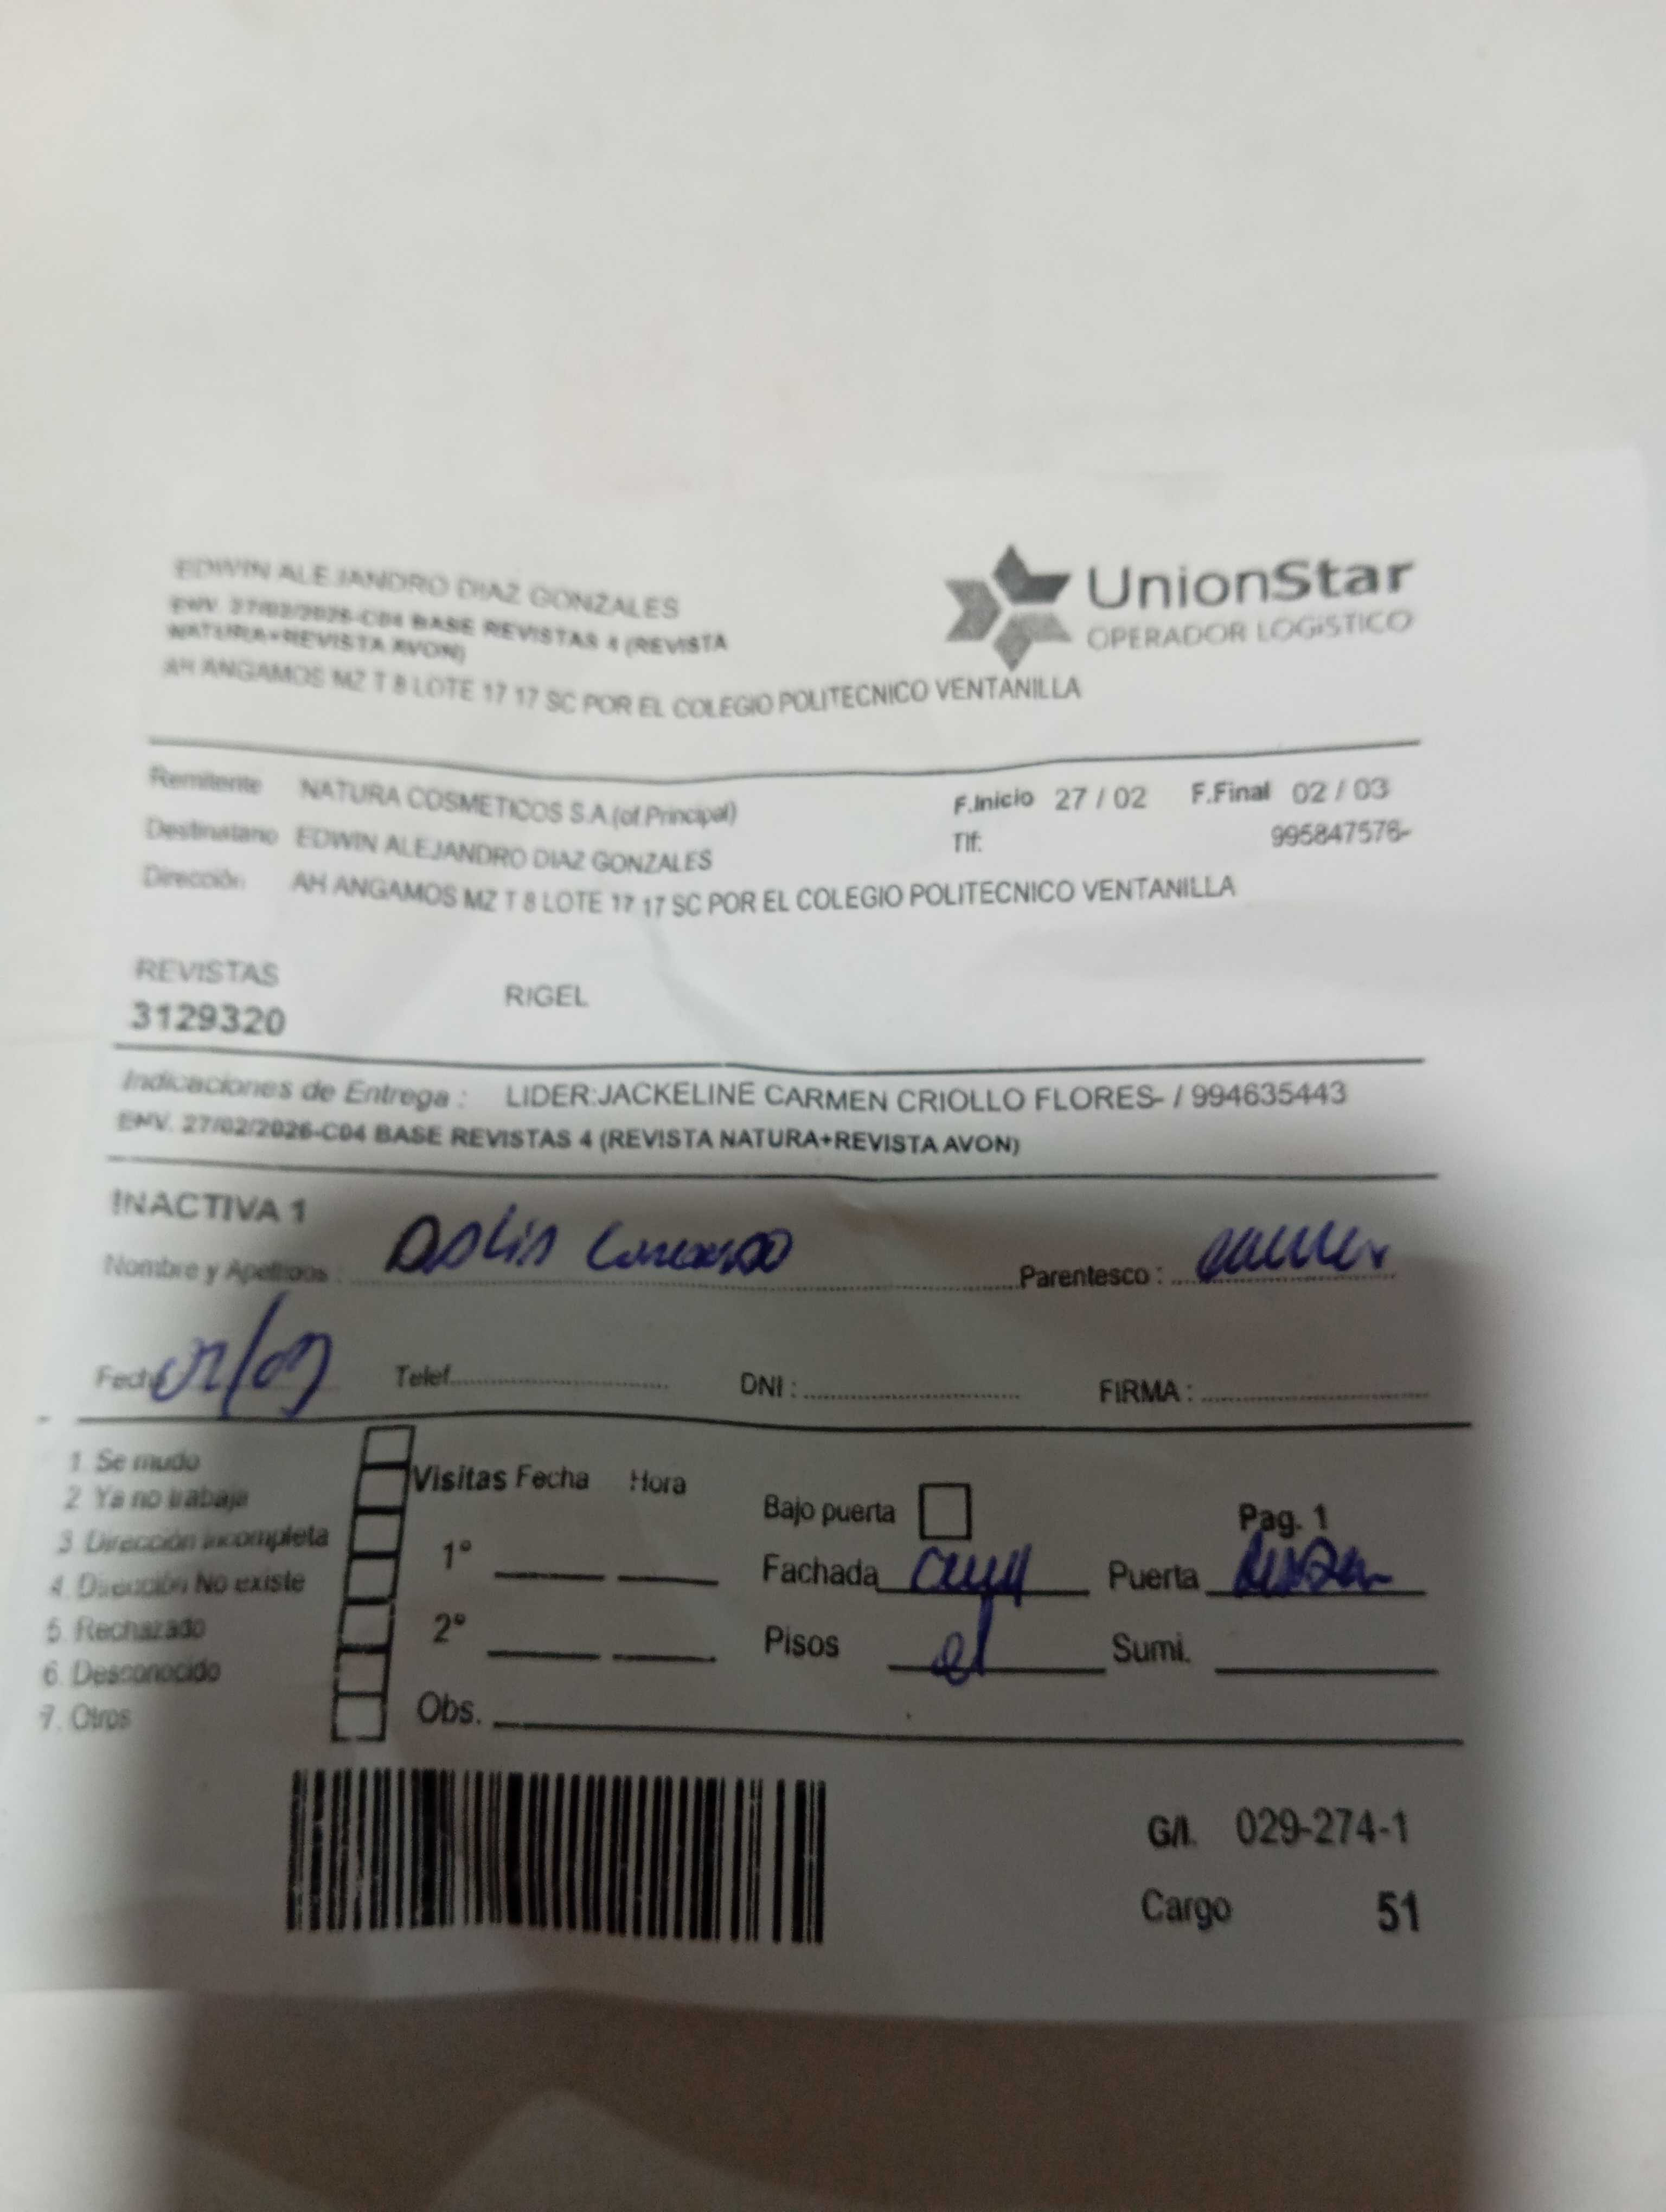 EDWIN ALEJANDRO DIAZ GONZALES
ENV. 27/02/2026-C04 BASE REVISTAS 4 (REVISTA
NATURA+REVISTA AVON)
AH ANGAMOS MZ T 8 LOTE 17 17 SC POR EL COLEGIO POLITECNICO VENTANILLA
UnionStar
OPERADOR LOGISTICO
Remitente NATURA COSMETICOS S.A (of.Principal) F.Inicio 27 / 02 F.Final 02 / 03
Destinatario EDWIN ALEJANDRO DIAZ GONZALES Tlf: 995847576-
Dirección AH ANGAMOS MZ T 8 LOTE 17 17 SC POR EL COLEGIO POLITECNICO VENTANILLA
REVISTAS RIGEL
3129320
Indicaciones de Entrega : LIDER:JACKELINE CARMEN CRIOLLO FLORES- / 994635443
ENV. 27/02/2026-C04 BASE REVISTAS 4 (REVISTA NATURA+REVISTA AVON)
INACTIVA 1
Nombre y Apellidos : Parentesco :
Fecha Telef. DNI : FIRMA :
1. Se mudo
2. Ya no trabaja
3. Dirección incompleta
4. Dirección No existe
5. Rechazado
6. Desconocido
7. Otros
Visitas Fecha Hora
1°
2°
Obs.
Bajo puerta
Pag. 1
Fachada Puerta
Pisos Sumi.
G/I. 029-274-1
Cargo 51